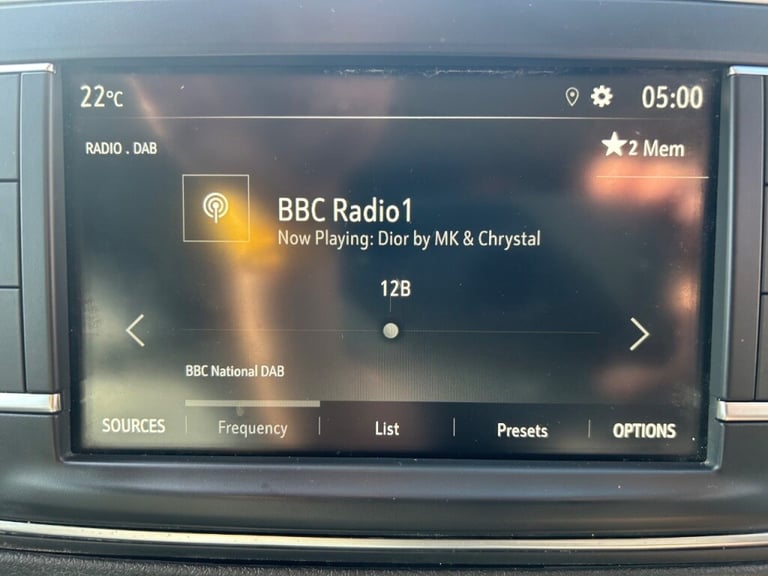 22°C 05:00
RADIO . DAB ★2 Mem
BBC Radio1
Now Playing: Dior by MK & Chrystal
12B
BBC National DAB
SOURCES Frequency List Presets OPTIONS